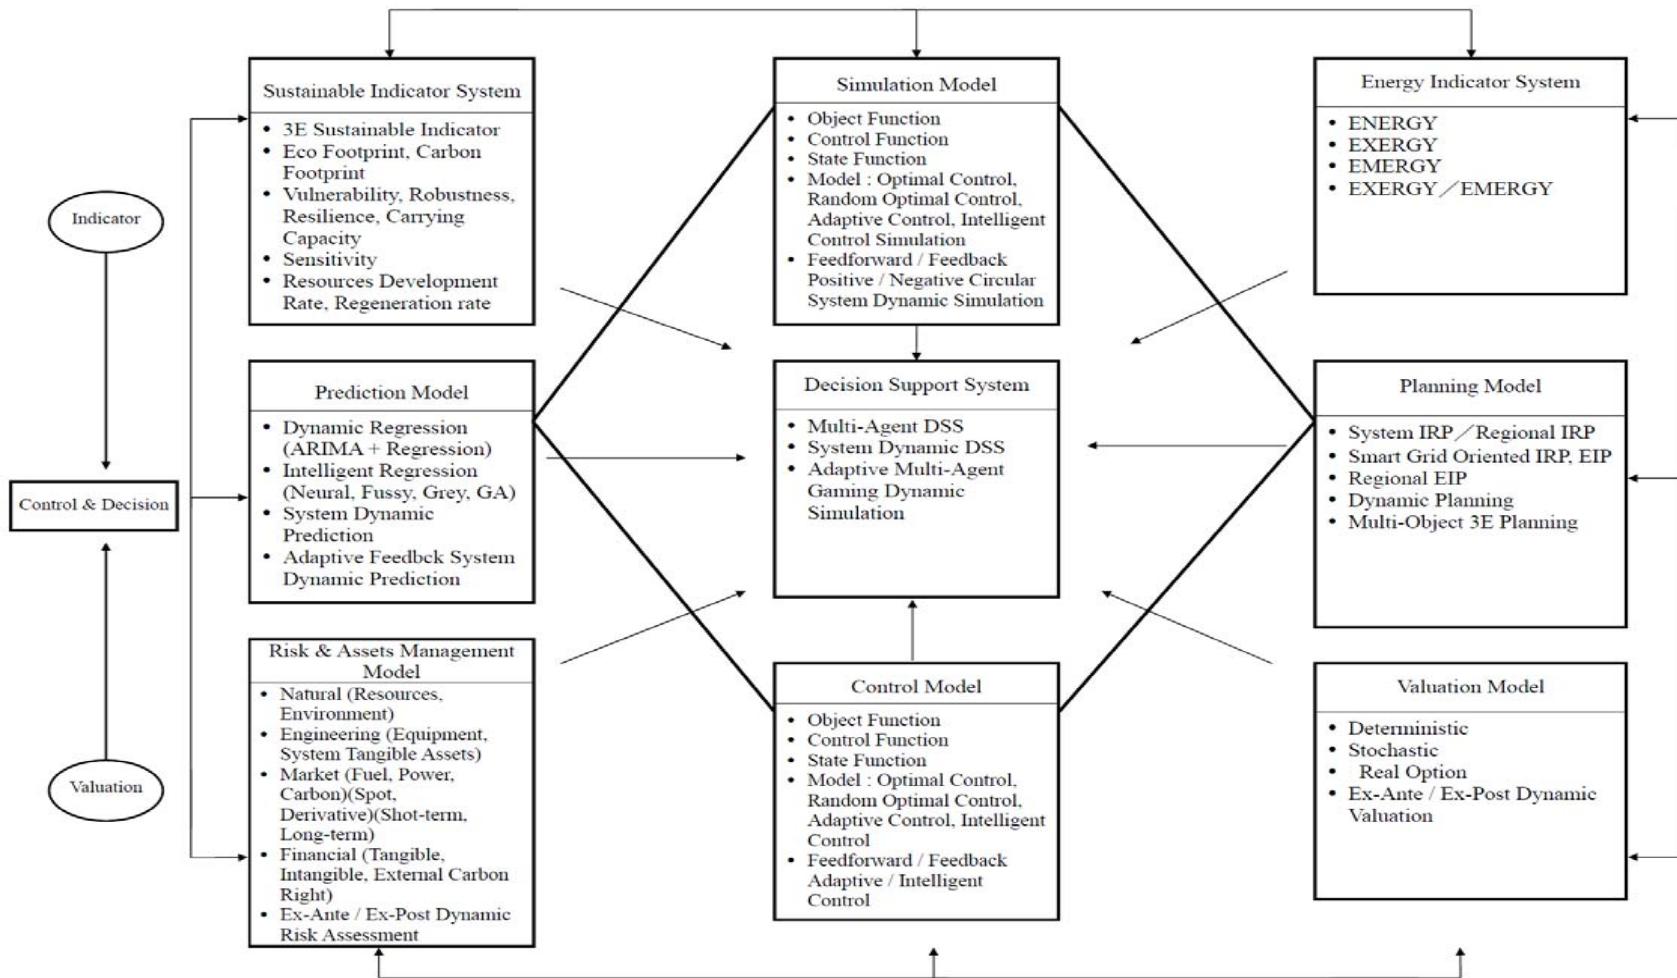 Indicator
Control & Decision
Valuation
Sustainable Indicator System
• 3E Sustainable Indicator
• Eco Footprint, Carbon
Footprint
• Vulnerability, Robustness,
Resilience, Carrying
Capacity
• Sensitivity
• Resources Development
Rate, Regeneration rate
Simulation Model
• Object Function
• Control Function
• State Function
• Model : Optimal Control,
Random Optimal Control,
Adaptive Control, Intelligent
Control Simulation
• Feedforward / Feedback
Positive / Negative Circular
System Dynamic Simulation
Energy Indicator System
• ENERGY
• EXERGY
• EMERGY
• EXERGY／EMERGY
Prediction Model
• Dynamic Regression
(ARIMA + Regression)
• Intelligent Regression
(Neural, Fussy, Grey, GA)
• System Dynamic
Prediction
• Adaptive Feedbck System
Dynamic Prediction
Decision Support System
• Multi-Agent DSS
• System Dynamic DSS
• Adaptive Multi-Agent
Gaming Dynamic
Simulation
Planning Model
• System IRP／Regional IRP
• Smart Grid Oriented IRP, EIP
• Regional EIP
• Dynamic Planning
• Multi-Object 3E Planning
Risk & Assets Management
Model
• Natural (Resources,
Environment)
• Engineering (Equipment,
System Tangible Assets)
• Market (Fuel, Power,
Carbon)(Spot,
Derivative)(Shot-term,
Long-term)
• Financial (Tangible,
Intangible, External Carbon
Right)
• Ex-Ante / Ex-Post Dynamic
Risk Assessment
Control Model
• Object Function
• Control Function
• State Function
• Model : Optimal Control,
Random Optimal Control,
Adaptive Control, Intelligent
Control
• Feedforward / Feedback
Adaptive / Intelligent
Control
Valuation Model
• Deterministic
• Stochastic
• Real Option
• Ex-Ante / Ex-Post Dynamic
Valuation